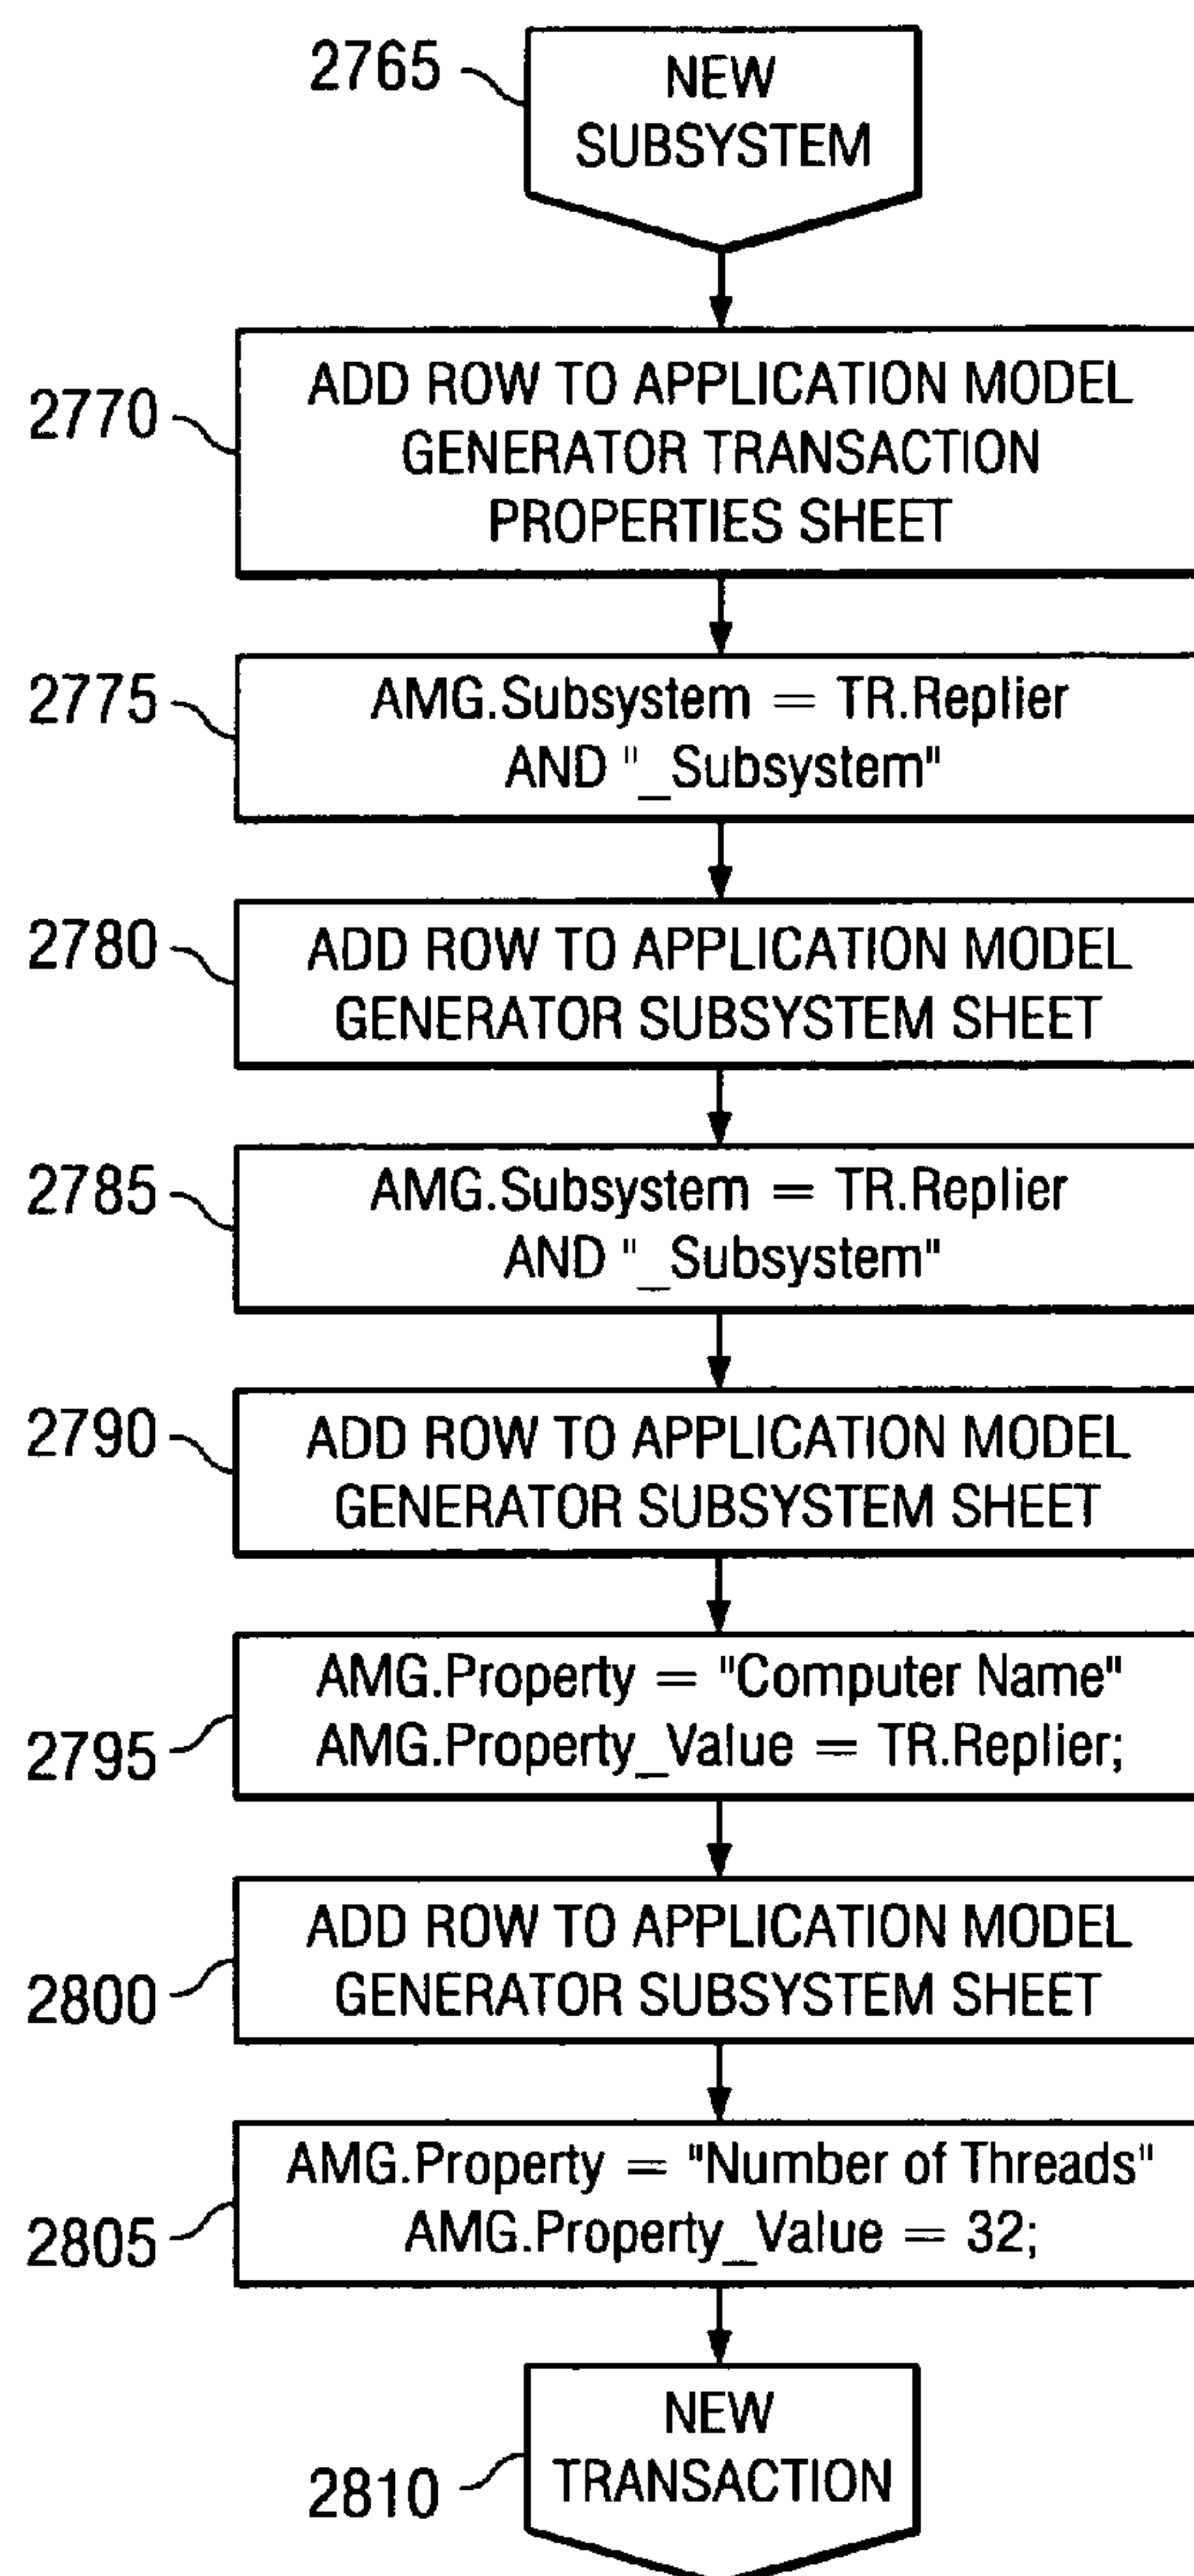 2765
NEW
SUBSYSTEM
2770
ADD ROW TO APPLICATION MODEL
GENERATOR TRANSACTION
PROPERTIES SHEET
2775
AMG.Subsystem = TR.Replier
AND "_Subsystem"
2780
ADD ROW TO APPLICATION MODEL
GENERATOR SUBSYSTEM SHEET
2785
AMG.Subsystem = TR.Replier
AND "_Subsystem"
2790
ADD ROW TO APPLICATION MODEL
GENERATOR SUBSYSTEM SHEET
2795
AMG.Property = "Computer Name"
AMG.Property_Value = TR.Replier;
2800
ADD ROW TO APPLICATION MODEL
GENERATOR SUBSYSTEM SHEET
2805
AMG.Property = "Number of Threads"
AMG.Property_Value = 32;
2810
NEW
TRANSACTION